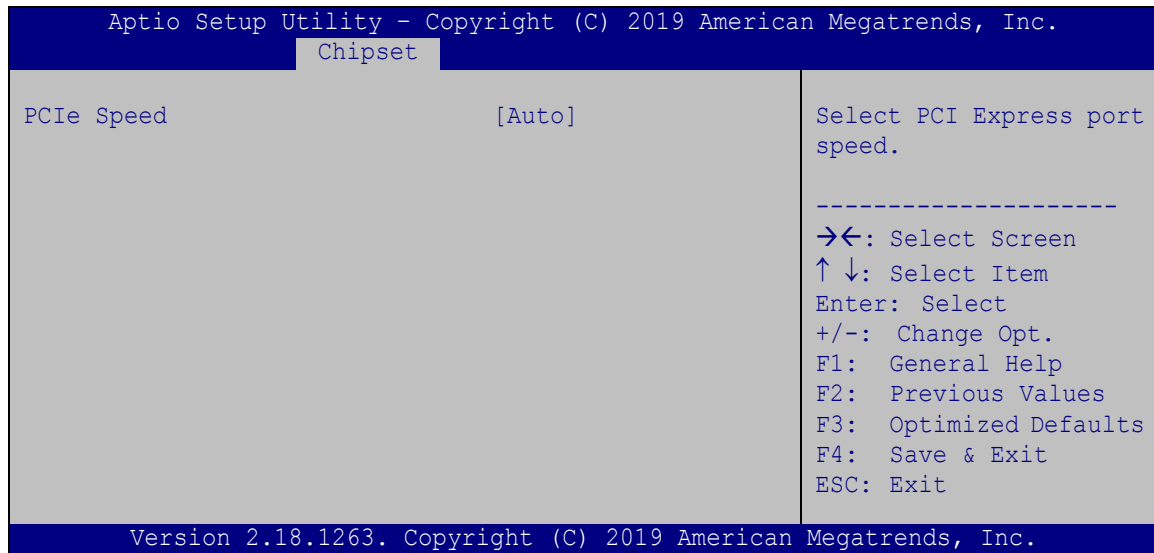 Aptio Setup Utility – Copyright (C) 2019 American Megatrends, Inc.
Chipset
PCIe Speed [Auto]
Select PCI Express port
speed.
---------------------
→←: Select Screen
↑ ↓: Select Item
Enter: Select
+/-: Change Opt.
F1: General Help
F2: Previous Values
F3: Optimized Defaults
F4: Save & Exit
ESC: Exit
Version 2.18.1263. Copyright (C) 2019 American Megatrends, Inc.